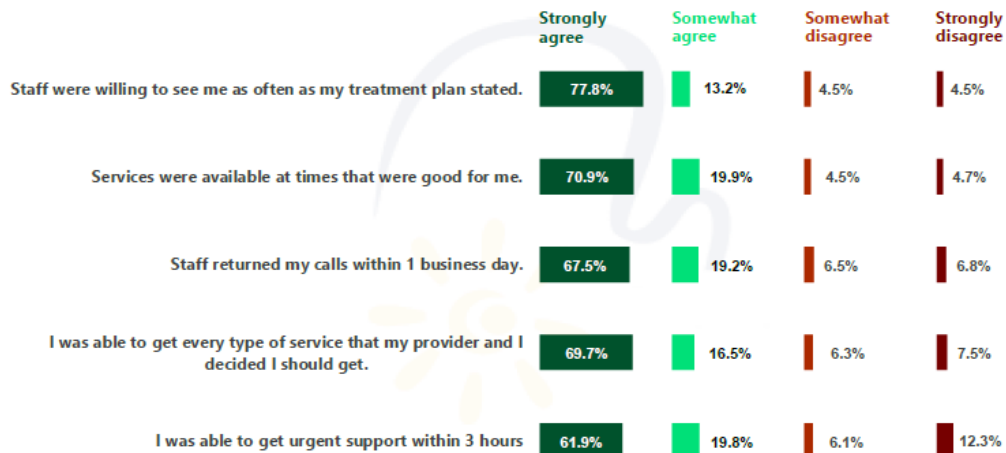 Strongly agree
Somewhat agree
Somewhat disagree
Strongly disagree
Staff were willing to see me as often as my treatment plan stated.
77.8%
13.2%
4.5%
4.5%
Services were available at times that were good for me.
70.9%
19.9%
4.5%
4.7%
Staff returned my calls within 1 business day.
67.5%
19.2%
6.5%
6.8%
I was able to get every type of service that my provider and I
decided I should get.
69.7%
16.5%
6.3%
7.5%
I was able to get urgent support within 3 hours
61.9%
19.8%
6.1%
12.3%